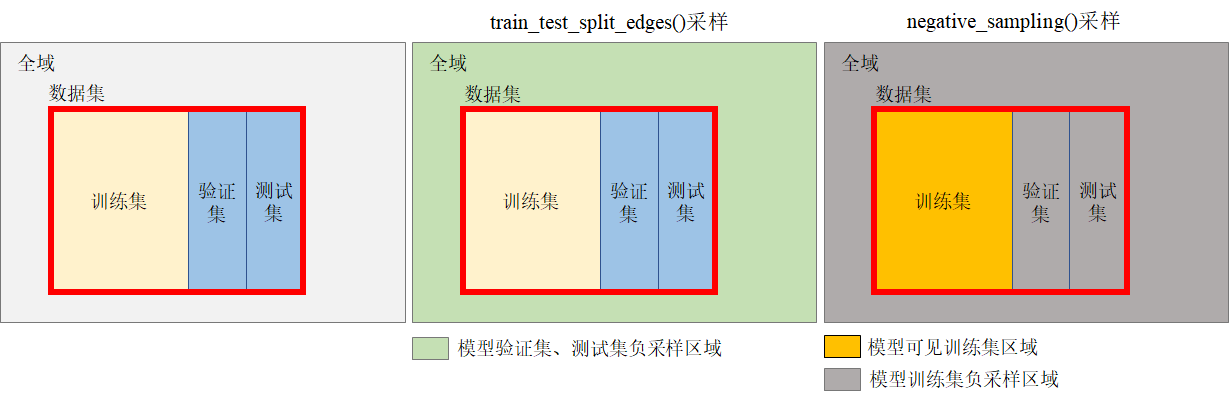 train_test_split_edges()采样
negative_sampling()采样
全域
数据集
训练集
验证
集
测试
集
全域
数据集
训练集
验证
集
测试
集
全域
数据集
训练集
验证
集
测试
集
模型验证集、测试集负采样区域
模型可见训练集区域
模型训练集负采样区域